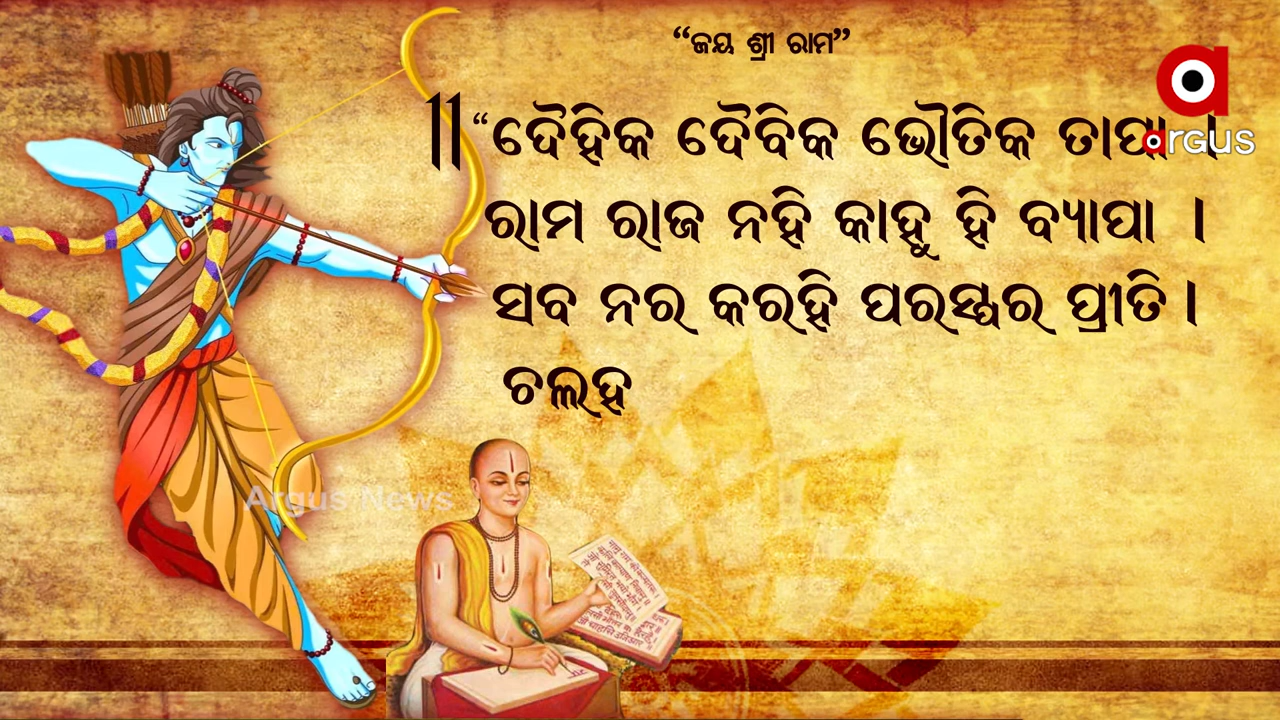 “ଜୟ ଶ୍ରୀ ରାମ”
argus
॥ “ଦୈହିକ ଦୈବିକ ଭୌତିକ ତାପା ।
ରାମ ରାଜ ନହି କାହୁ ହି ବ୍ୟାପା ।
ସବ ନର କରହି ପରସ୍ପର ପ୍ରୀତି ।
ଚଲହ
Argus News